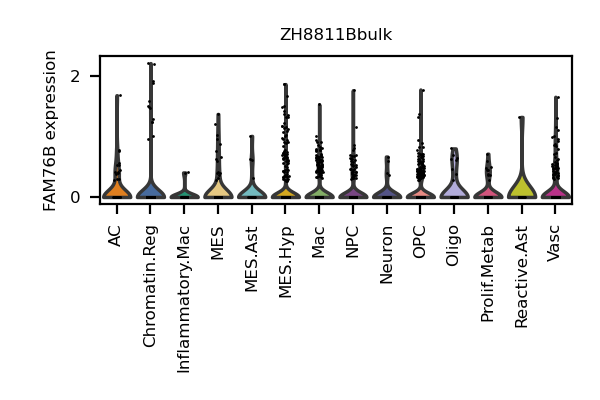 ZH8811Bbulk
FAM76B expression
2
0
AC
Chromatin.Reg
Inflammatory.Mac
MES
MES.Ast
MES.Hyp
Mac
NPC
Neuron
OPC
Oligo
Prolif.Metab
Reactive.Ast
Vasc